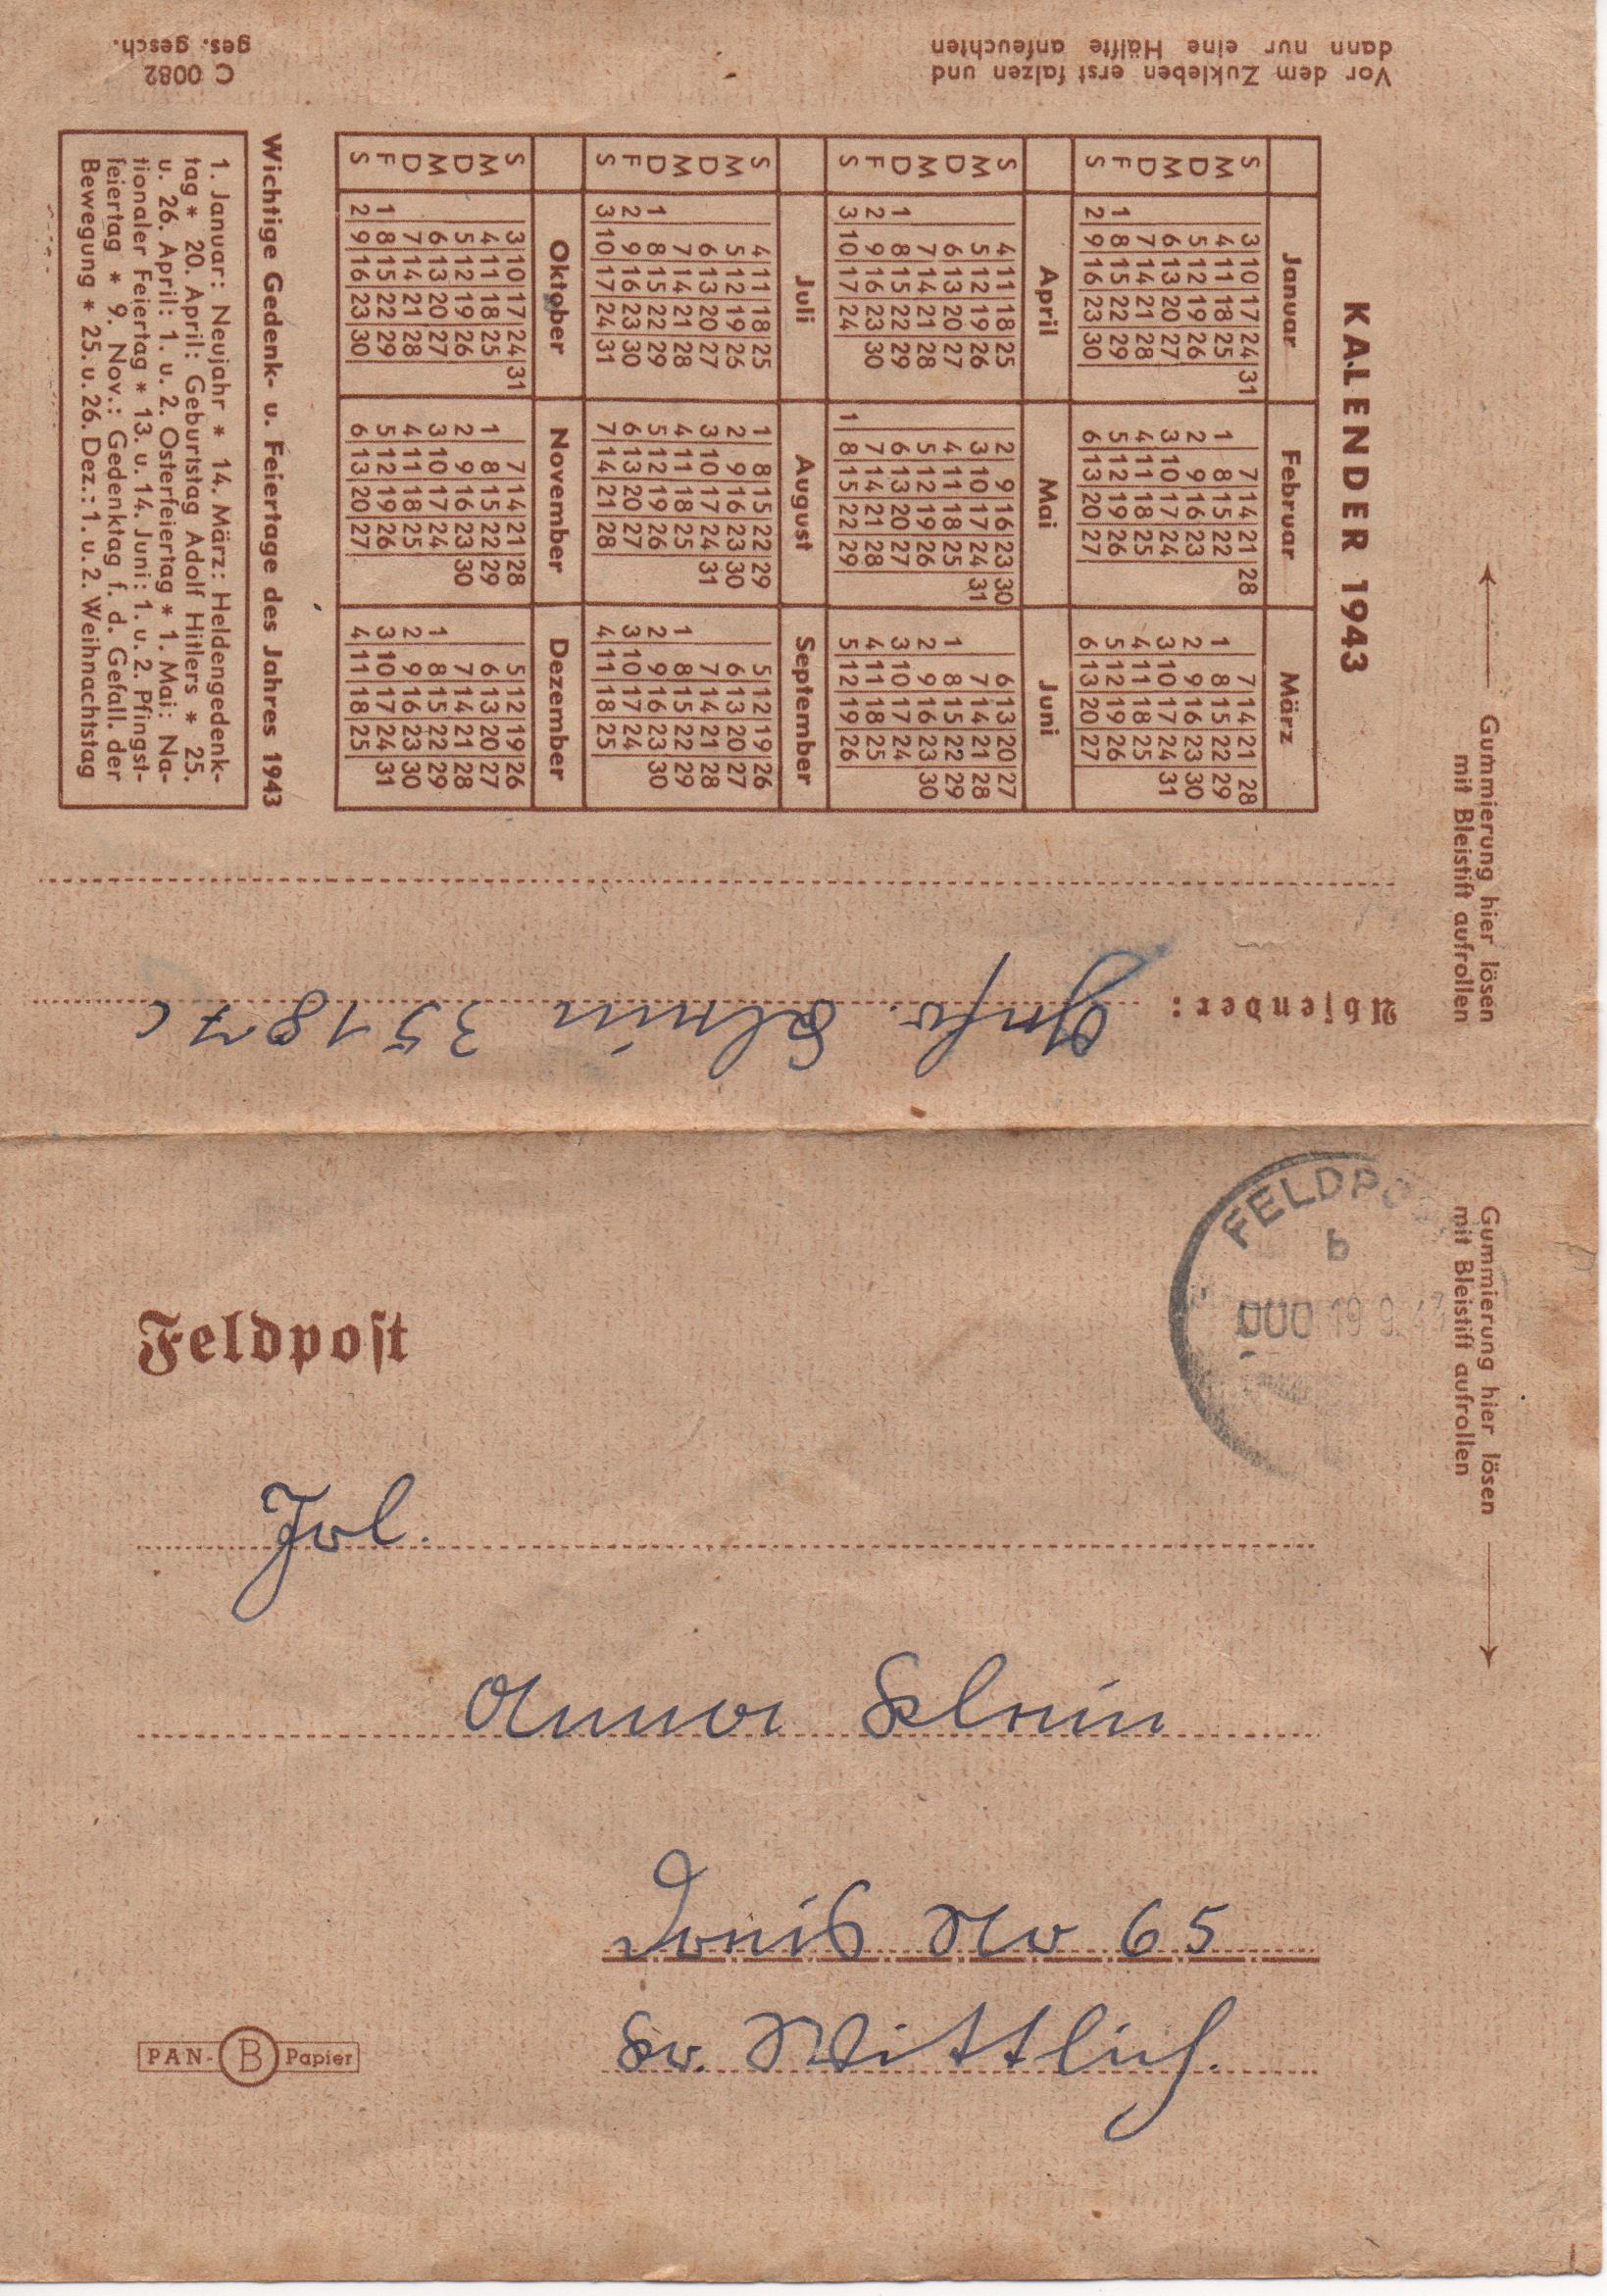 Vor dem Zukleben erst falzen und
dann nur eine Hälfte anfeuchten
C 0082
ges. gesch.
← Gummierung hier lösen
mit Bleistift aufrollen
KALENDER 1943
Januar Februar März
S 3 10 17 24 31 7 14 21 28 7 14 21 28
M 4 11 18 25 1 8 15 22 1 8 15 22 29
D 5 12 19 26 2 9 16 23 2 9 16 23 30
M 6 13 20 27 3 10 17 24 3 10 17 24 31
D 7 14 21 28 4 11 18 25 4 11 18 25
F 1 8 15 22 29 5 12 19 26 5 12 19 26
S 2 9 16 23 30 6 13 20 27 6 13 20 27
April Mai Juni
S 4 11 18 25 2 9 16 23 30 6 13 20 27
M 5 12 19 26 3 10 17 24 31 7 14 21 28
D 6 13 20 27 4 11 18 25 1 8 15 22 29
M 7 14 21 28 5 12 19 26 2 9 16 23 30
D 1 8 15 22 29 6 13 20 27 3 10 17 24
F 2 9 16 23 30 7 14 21 28 4 11 18 25
S 3 10 17 24 1 8 15 22 29 5 12 19 26
Juli August September
S 4 11 18 25 1 8 15 22 29 5 12 19 26
M 5 12 19 26 2 9 16 23 30 6 13 20 27
D 6 13 20 27 3 10 17 24 31 7 14 21 28
M 7 14 21 28 4 11 18 25 1 8 15 22 29
D 1 8 15 22 29 5 12 19 26 2 9 16 23 30
F 2 9 16 23 30 6 13 20 27 3 10 17 24
S 3 10 17 24 31 7 14 21 28 4 11 18 25
Oktober November Dezember
S 3 10 17 24 31 7 14 21 28 5 12 19 26
M 4 11 18 25 1 8 15 22 29 6 13 20 27
D 5 12 19 26 2 9 16 23 30 7 14 21 28
M 6 13 20 27 3 10 17 24 1 8 15 22 29
D 7 14 21 28 4 11 18 25 2 9 16 23 30
F 1 8 15 22 29 5 12 19 26 3 10 17 24 31
S 2 9 16 23 30 6 13 20 27 4 11 18 25
Wichtige Gedenk- u. Feiertage des Jahres 1943
1. Januar: Neujahr * 14. März: Heldengedenk-
tag * 20. April: Geburtstag Adolf Hitlers * 25.
u. 26. April: 1. u. 2. Osterfeiertag * 1. Mai: Na-
tionaler Feiertag * 13. u. 14. Juni: 1. u. 2. Pfingst-
feiertag * 9. Nov.: Gedenktag f. d. Gefall. der
Bewegung * 25. u. 26. Dez.: 1. u. 2. Weihnachtstag
Absender: Klein 35187 C
Gummierung hier lösen →
mit Bleistift aufrollen
FELDPO
b
19 9. 43
Feldpost
Frl.
Anna Klein
Nr 65
Kr. Wittlich.
PAN-B Papier